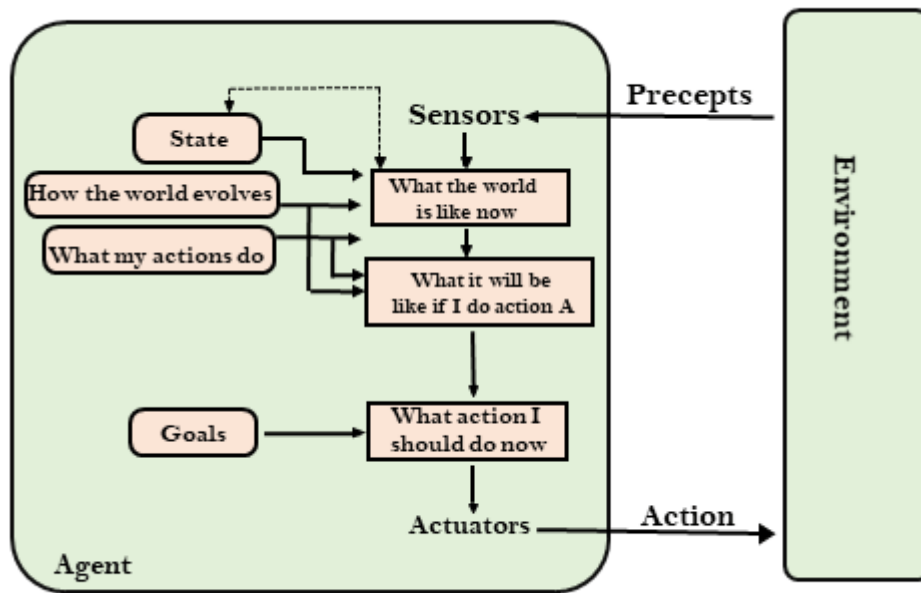 Precepts
Sensors
State
What the world
is like now
How the world evolves
What my actions do
What it will be
like if I do action A
Goals
What action I
should do now
Actuators
Action
Agent
Environment